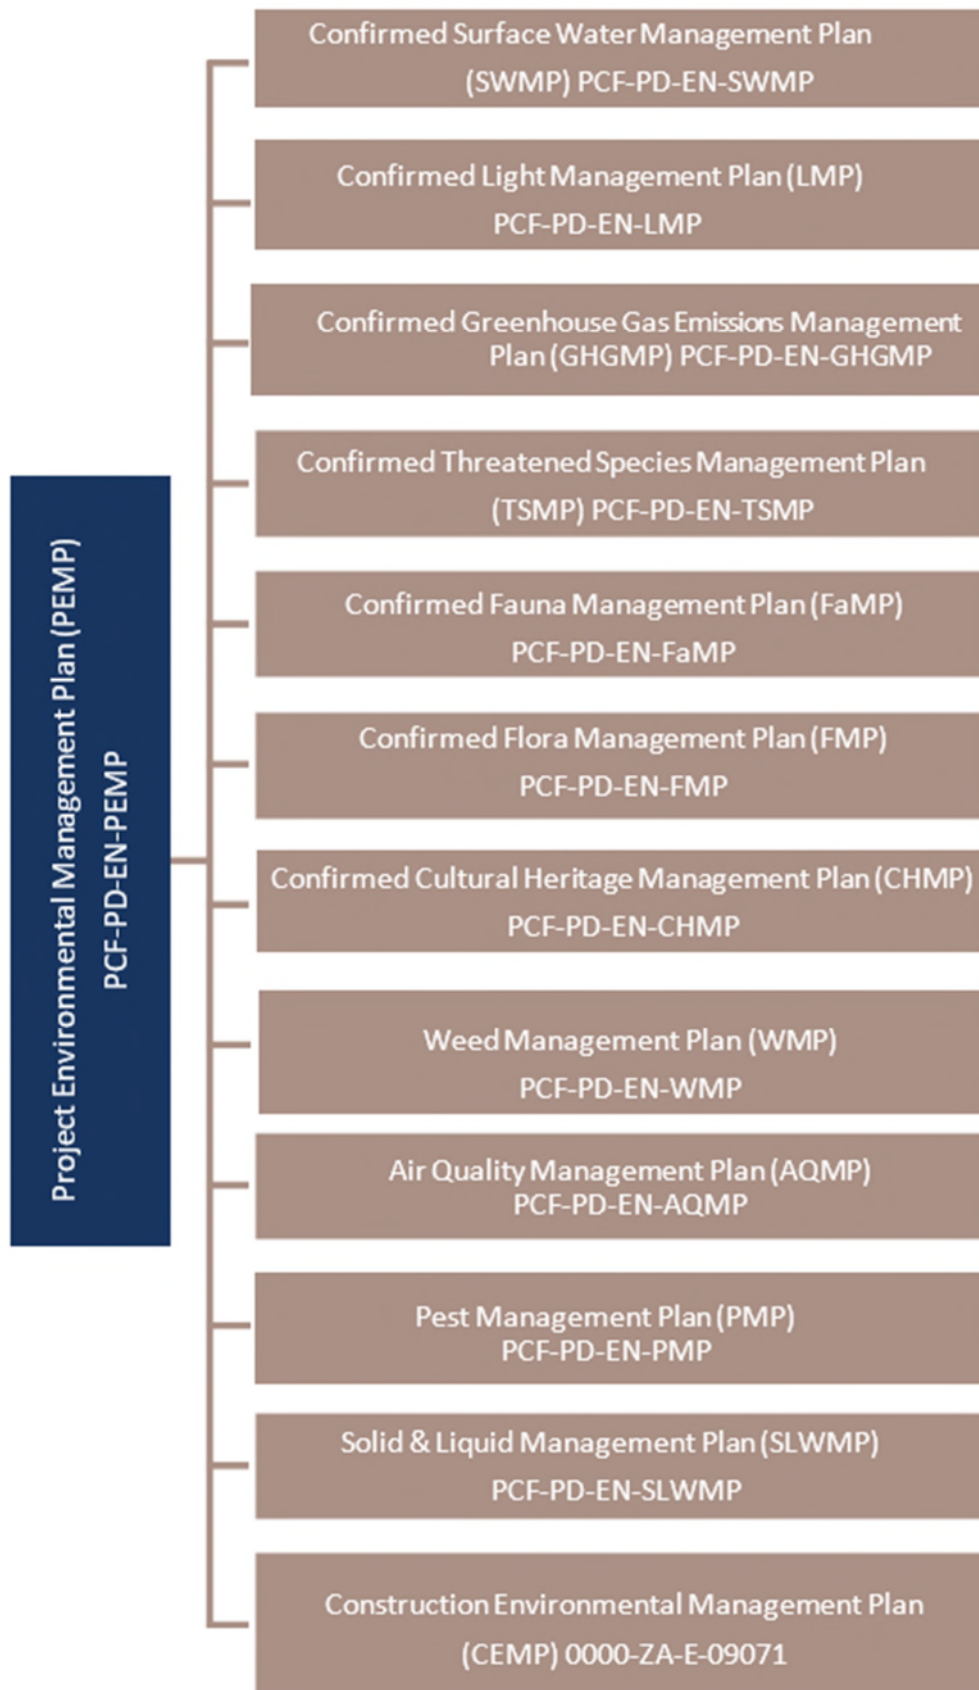 Project Environmental Management Plan (PEMP)
PCF-PD-EN-PEMP
Confirmed Surface Water Management Plan
(SWMP) PCF-PD-EN-SWMP
Confirmed Light Management Plan (LMP)
PCF-PD-EN-LMP
Confirmed Greenhouse Gas Emissions Management
Plan (GHGMP) PCF-PD-EN-GHGMP
Confirmed Threatened Species Management Plan
(TSMP) PCF-PD-EN-TSMP
Confirmed Fauna Management Plan (FaMP)
PCF-PD-EN-FaMP
Confirmed Flora Management Plan (FMP)
PCF-PD-EN-FMP
Confirmed Cultural Heritage Management Plan (CHMP)
PCF-PD-EN-CHMP
Weed Management Plan (WMP)
PCF-PD-EN-WMP
Air Quality Management Plan (AQMP)
PCF-PD-EN-AQMP
Pest Management Plan (PMP)
PCF-PD-EN-PMP
Solid & Liquid Management Plan (SLWMP)
PCF-PD-EN-SLWMP
Construction Environmental Management Plan
(CEMP) 0000-ZA-E-09071